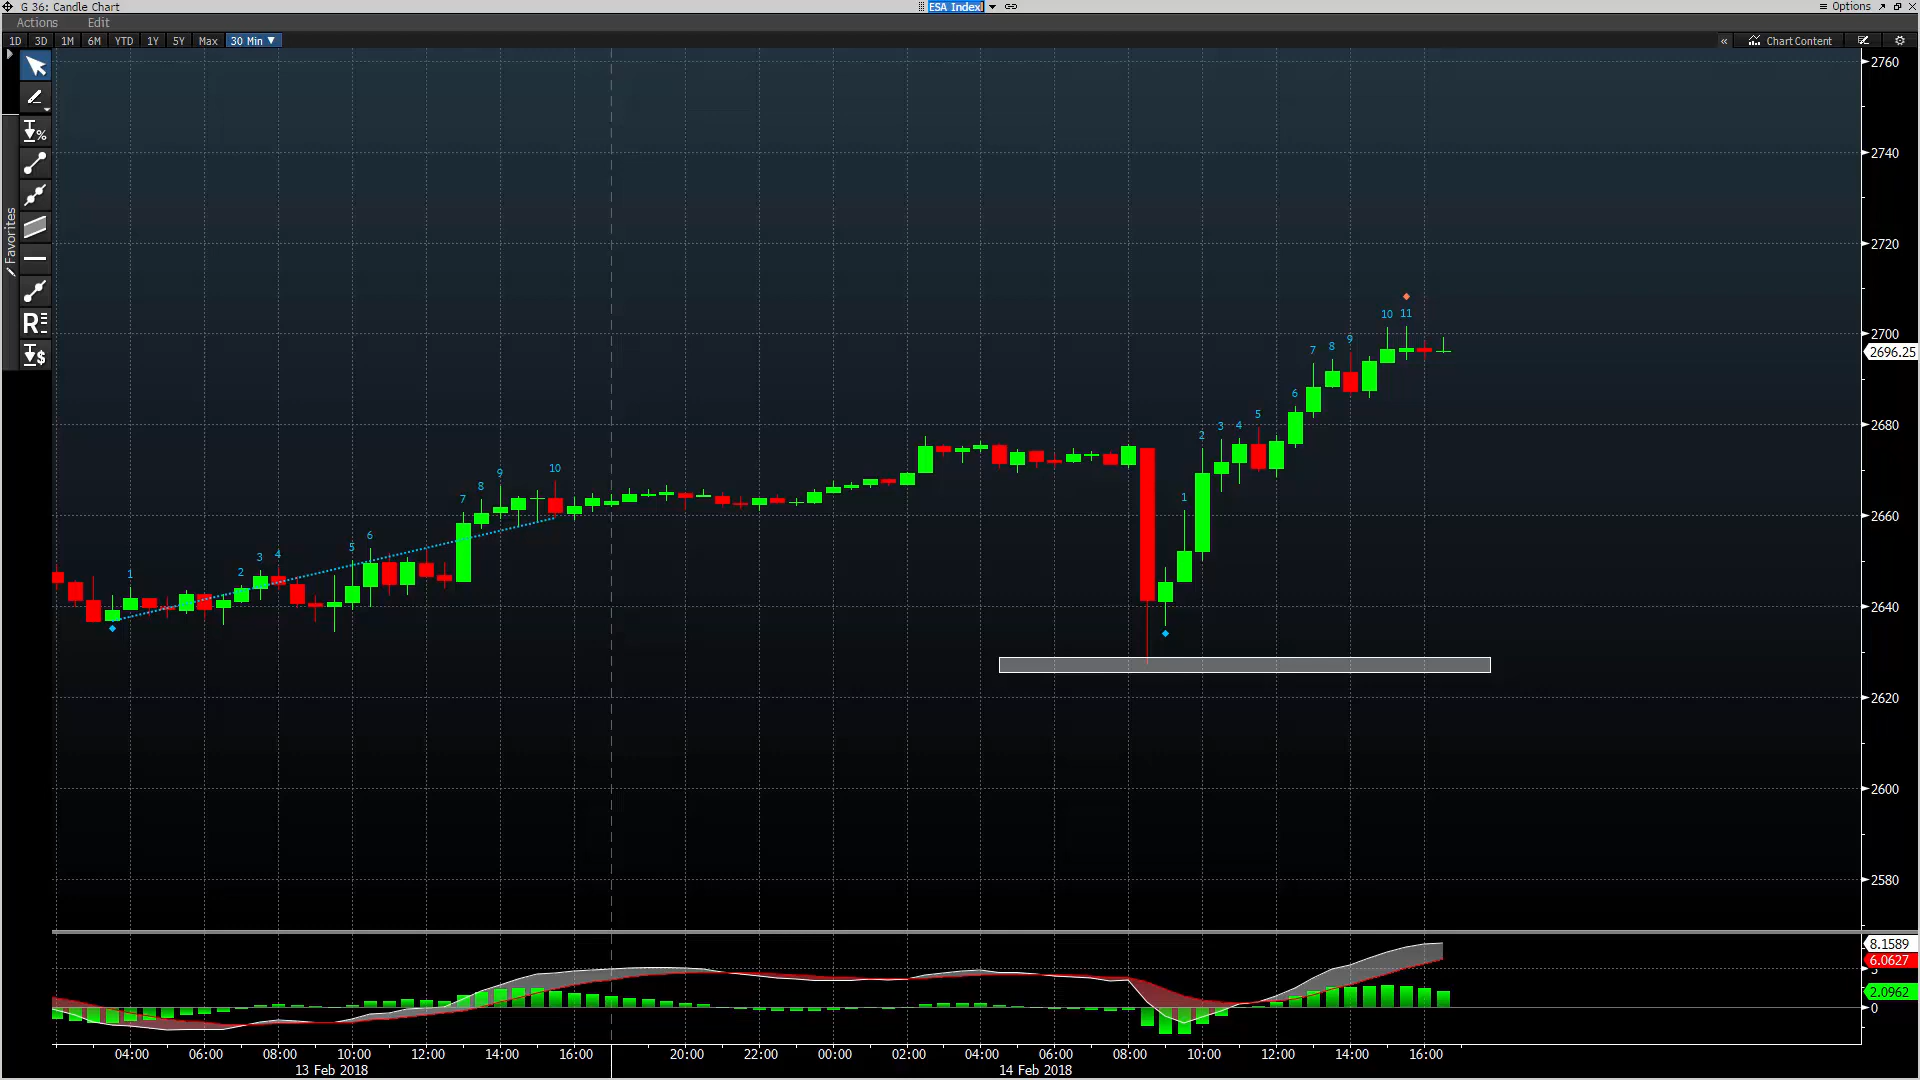 G 36: Candle Chart
ESA Index
Options
Actions Edit
1D 3D 1M 6M YTD 1Y 5Y Max 30 Min ▼
« Chart Content
Favorites
%
R
$
2760
2740
2720
2700
2696.25
2680
2660
2640
2620
2600
2580
1 2 3 4 5 6 7 8 9 10
1 2 3 4 5 6 7 8 9 10 11
8.1589
6.0627
5
2.0962
0
04:00 06:00 08:00 10:00 12:00 14:00 16:00 20:00 22:00 00:00 02:00 04:00 06:00 08:00 10:00 12:00 14:00 16:00
13 Feb 2018 14 Feb 2018